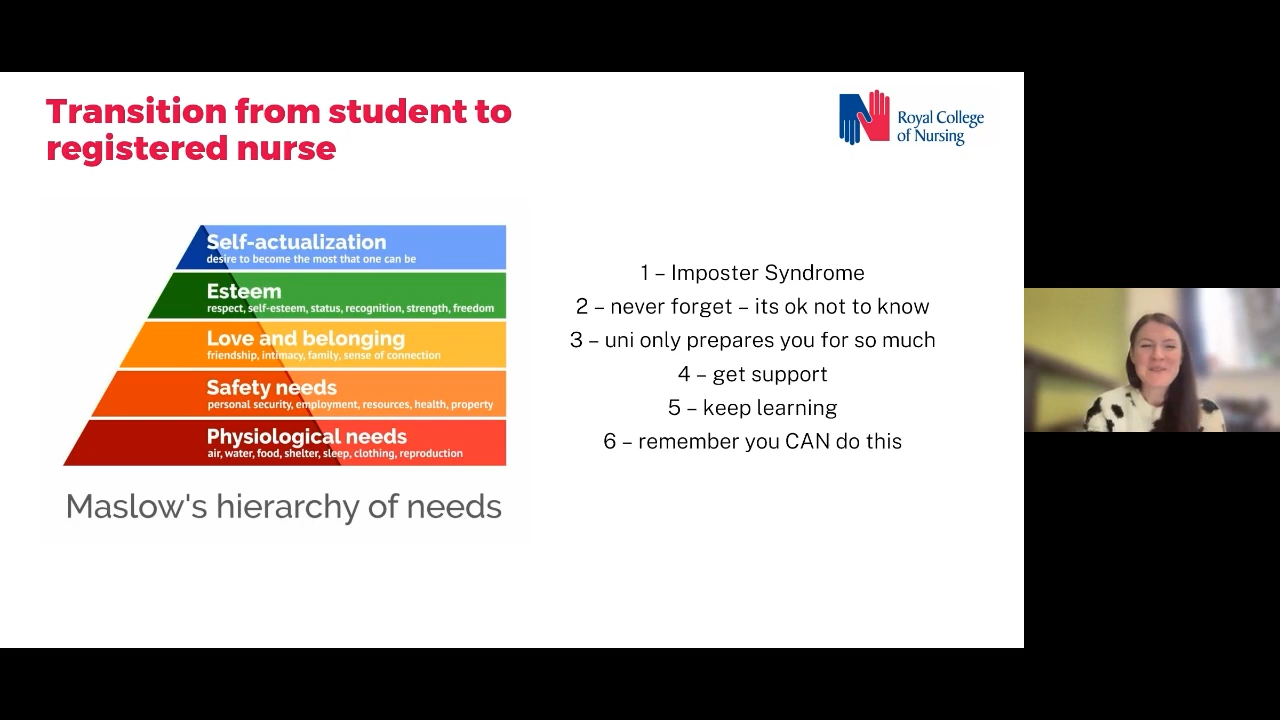 Transition from student to
registered nurse
Royal College
of Nursing
Self-actualization
desire to become the most that one can be
Esteem
respect, self-esteem, status, recognition, strength, freedom
Love and belonging
friendship, intimacy, family, sense of connection
Safety needs
personal security, employment, resources, health, property
Physiological needs
air, water, food, shelter, sleep, clothing, reproduction
Maslow's hierarchy of needs
1 – Imposter Syndrome
2 – never forget – its ok not to know
3 – uni only prepares you for so much
4 – get support
5 – keep learning
6 – remember you CAN do this